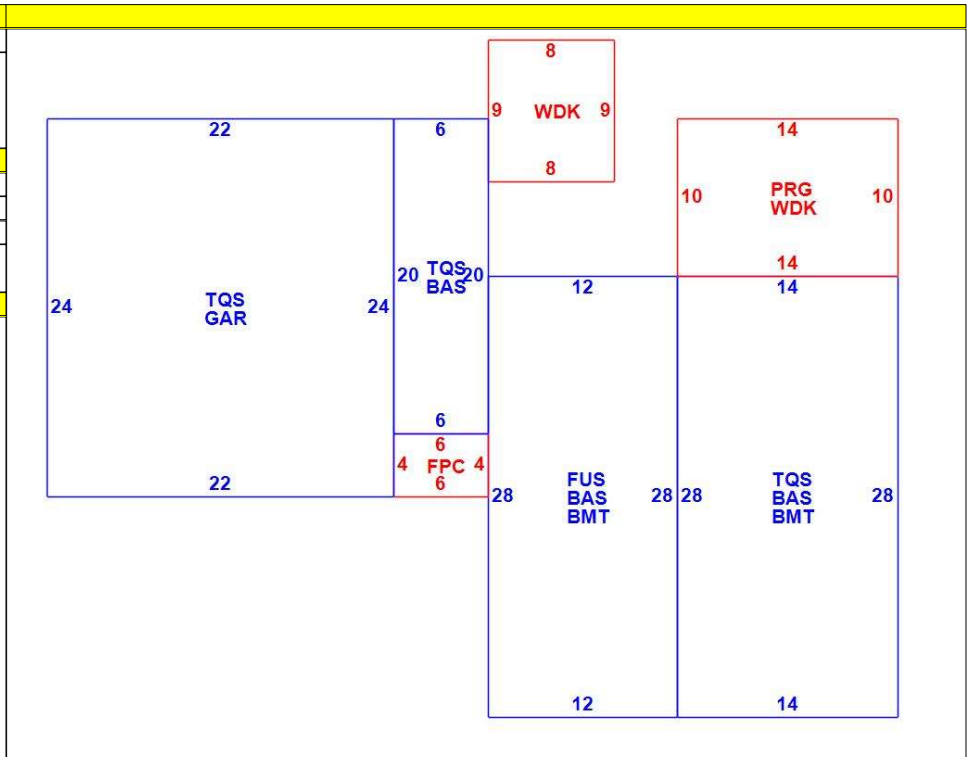 8
9 WDK 9
8
22
6
14
10 PRG 10
WDK
14
24 TQS 24
GAR
20 TQS 20
BAS
12
14
6
6
4 FPC 4
6
22
28 FUS 28
BAS
BMT
28 TQS 28
BAS
BMT
12
14